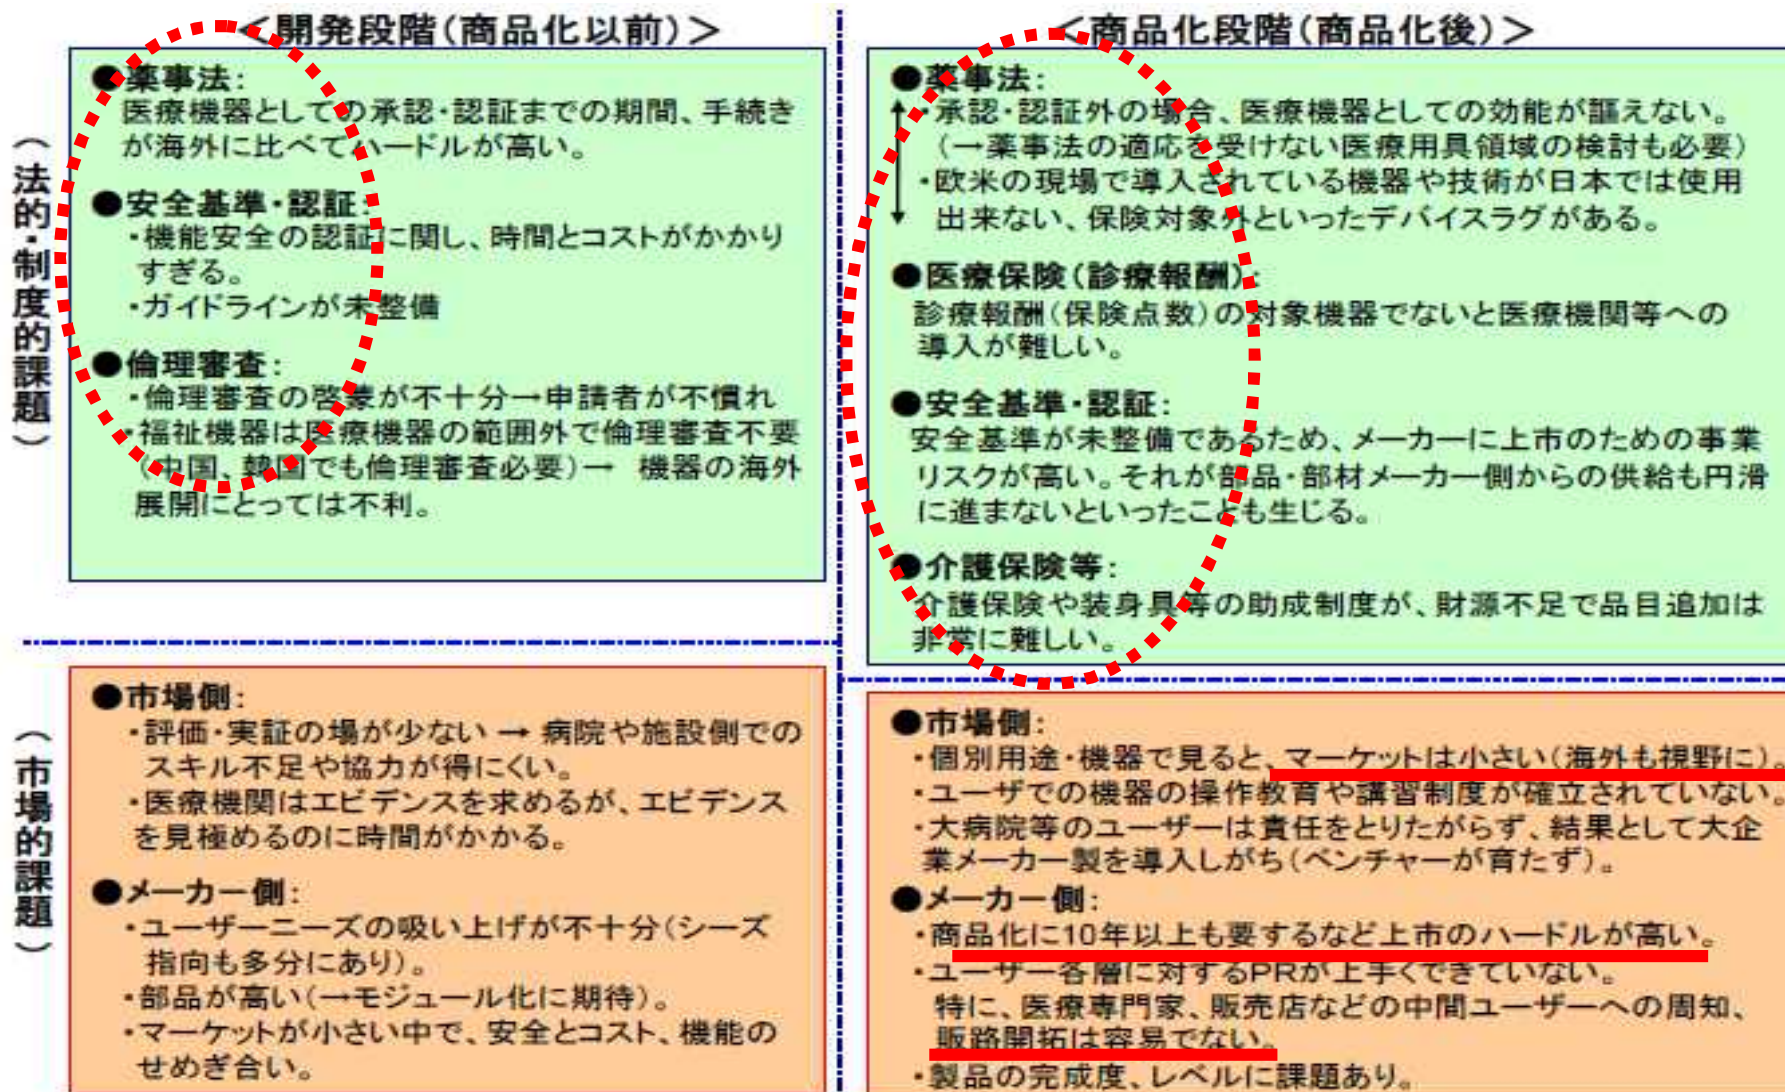 ＜開発段階（商品化以前）＞
（法的・制度的課題）
●薬事法：
医療機器としての承認・認証までの期間、手続き
が海外に比べてハードルが高い。
●安全基準・認証：
・機能安全の認証に関し、時間とコストがかかり
すぎる。
・ガイドラインが未整備
●倫理審査：
・倫理審査の啓蒙が不十分→申請者が不慣れ
・福祉機器は医療機器の範囲外で倫理審査不要
（中国、韓国でも倫理審査必要）→ 機器の海外
展開にとっては不利。
＜商品化段階（商品化後）＞
●薬事法：
・承認・認証外の場合、医療機器としての効能が謳えない。
（→薬事法の適応を受けない医療用具領域の検討も必要）
・欧米の現場で導入されている機器や技術が日本では使用
出来ない、保険対象外といったデバイスラグがある。
●医療保険（診療報酬）：
診療報酬（保険点数）の対象機器でないと医療機関等への
導入が難しい。
●安全基準・認証：
安全基準が未整備であるため、メーカーに上市のための事業
リスクが高い。それが部品・部材メーカー側からの供給も円滑
に進まないといったことも生じる。
●介護保険等：
介護保険や装身具等の助成制度が、財源不足で品目追加は
非常に難しい。
（市場的課題）
●市場側：
・評価・実証の場が少ない → 病院や施設側での
スキル不足や協力が得にくい。
・医療機関はエビデンスを求めるが、エビデンス
を見極めるのに時間がかかる。
●メーカー側：
・ユーザーニーズの吸い上げが不十分（シーズ
指向も多分にあり）。
・部品が高い（→モジュール化に期待）。
・マーケットが小さい中で、安全とコスト、機能の
せめぎ合い。
●市場側：
・個別用途・機器で見ると、マーケットは小さい（海外も視野に）。
・ユーザでの機器の操作教育や講習制度が確立されていない。
・大病院等のユーザーは責任をとりたがらず、結果として大企
業メーカー製を導入しがち（ベンチャーが育たず）。
●メーカー側：
・商品化に10年以上も要するなど上市のハードルが高い。
・ユーザー各層に対するPRが上手くできていない。
特に、医療専門家、販売店などの中間ユーザーへの周知、
販路開拓は容易でない。
・製品の完成度、レベルに課題あり。